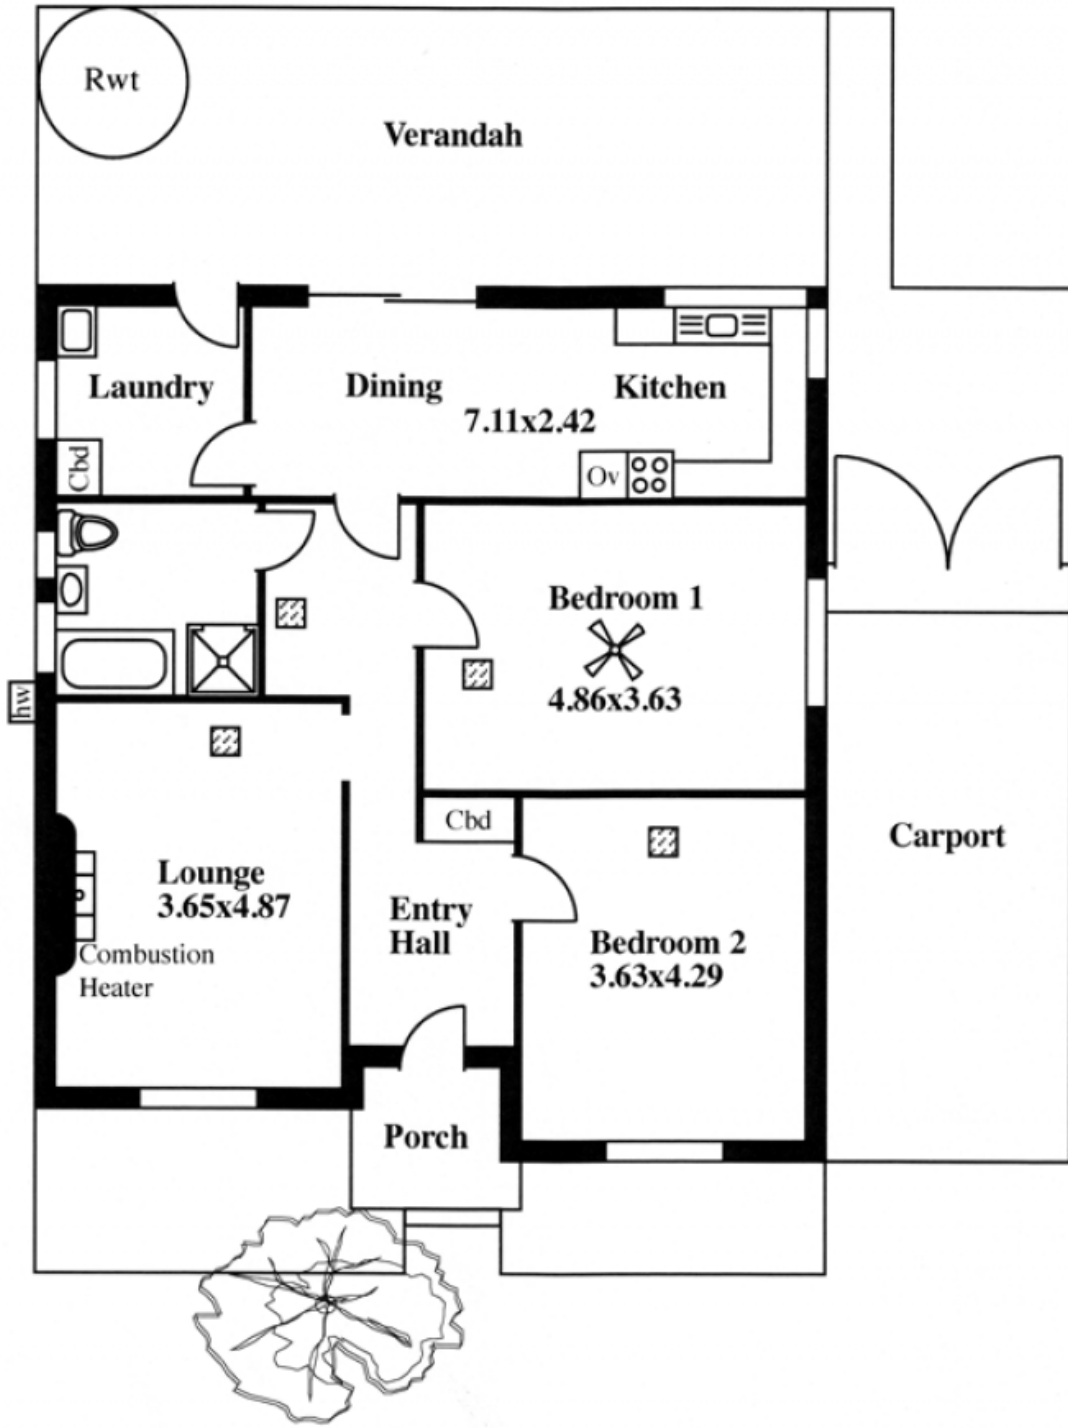 Rwt
Verandah
Laundry
Dining
Kitchen
7.11x2.42
Cbd
Ov
Bedroom 1
4.86x3.63
hw
Cbd
Carport
Lounge
3.65x4.87
Combustion
Heater
Entry
Hall
Bedroom 2
3.63x4.29
Porch